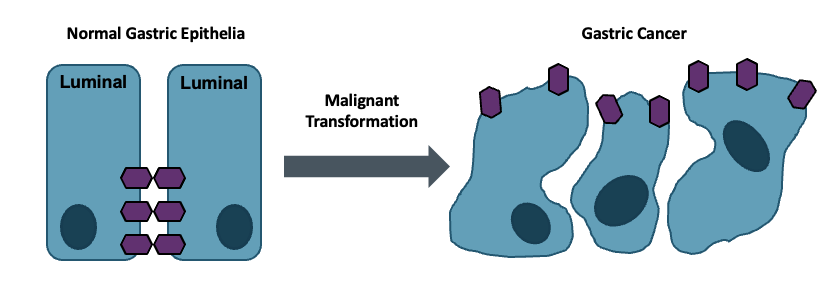 Normal Gastric Epithelia
Gastric Cancer
Luminal
Luminal
Malignant
Transformation